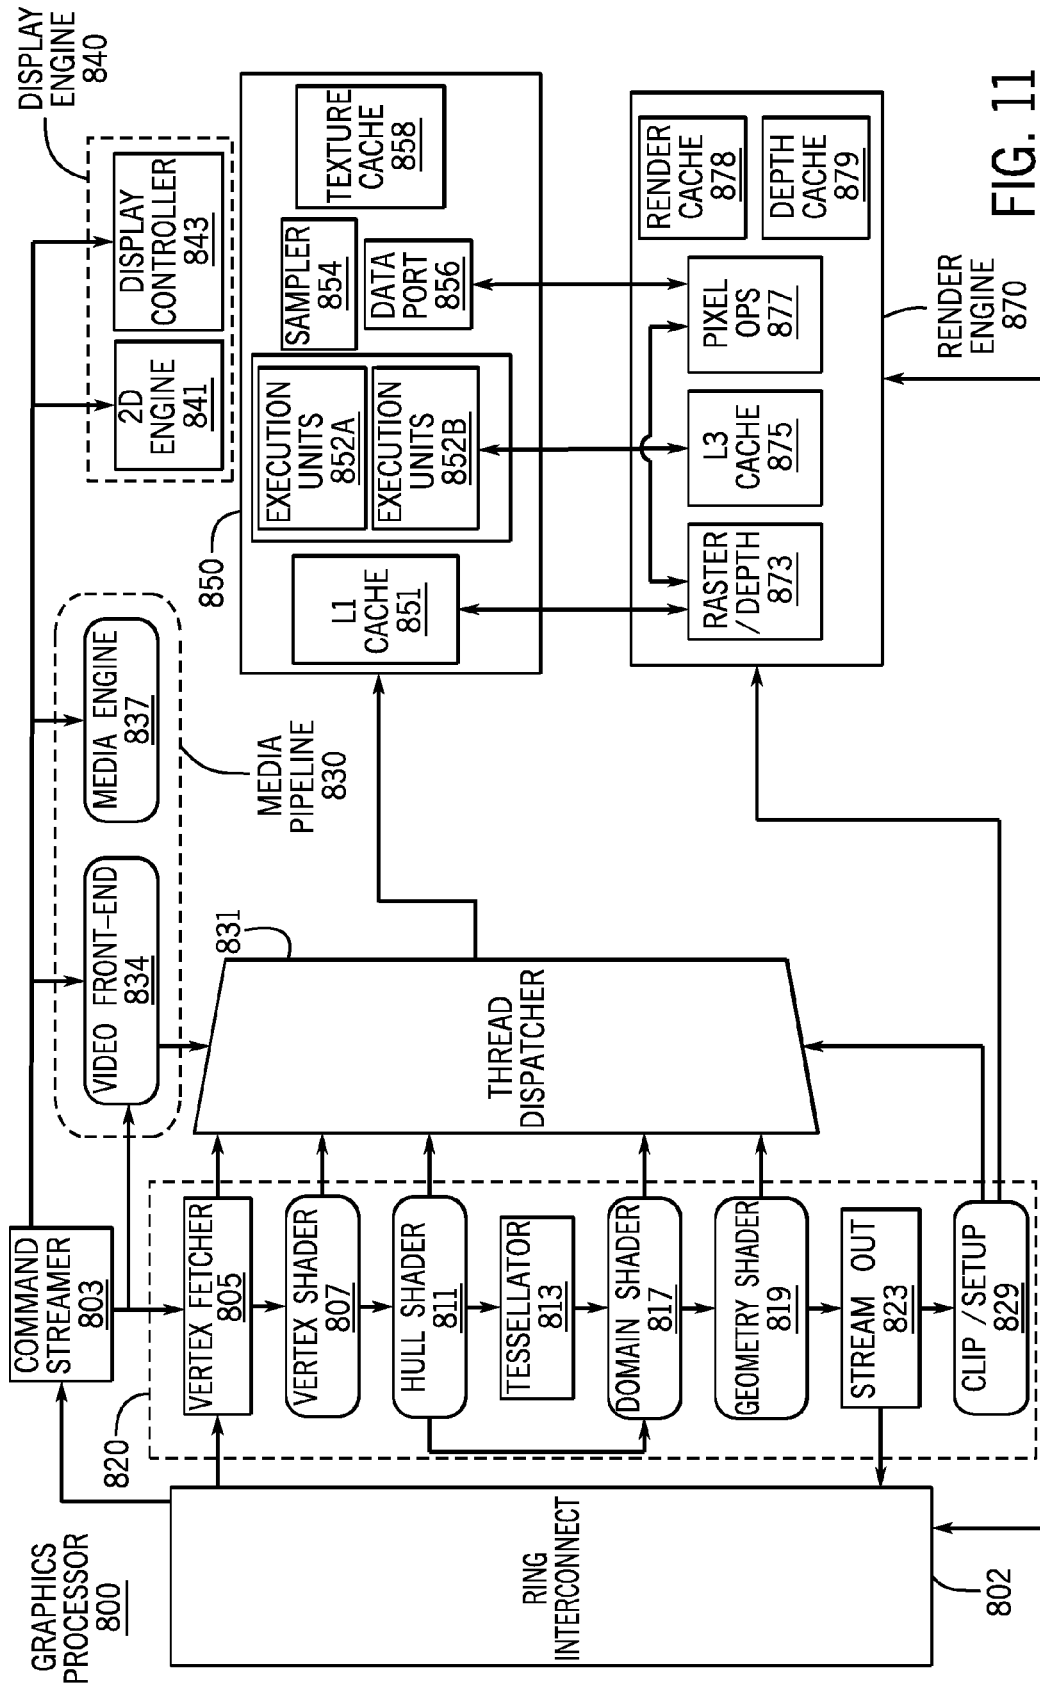 GRAPHICS
PROCESSOR
800
COMMAND
STREAMER
803
820
RING
INTERCONNECT
802
VERTEX FETCHER
805
VERTEX SHADER
807
HULL SHADER
811
TESSELLATOR
813
DOMAIN SHADER
817
GEOMETRY SHADER
819
STREAM OUT
823
CLIP /SETUP
829
VIDEO FRONT-END
834
MEDIA ENGINE
837
MEDIA
PIPELINE
830
THREAD
DISPATCHER
831
DISPLAY
ENGINE
840
2D
ENGINE
841
DISPLAY
CONTROLLER
843
850
L1
CACHE
851
EXECUTION
UNITS
852A
EXECUTION
UNITS
852B
SAMPLER
854
DATA
PORT
856
TEXTURE
CACHE
858
RASTER
/DEPTH
873
L3
CACHE
875
PIXEL
OPS
877
RENDER
CACHE
878
DEPTH
CACHE
879
RENDER
ENGINE
870
FIG. 11